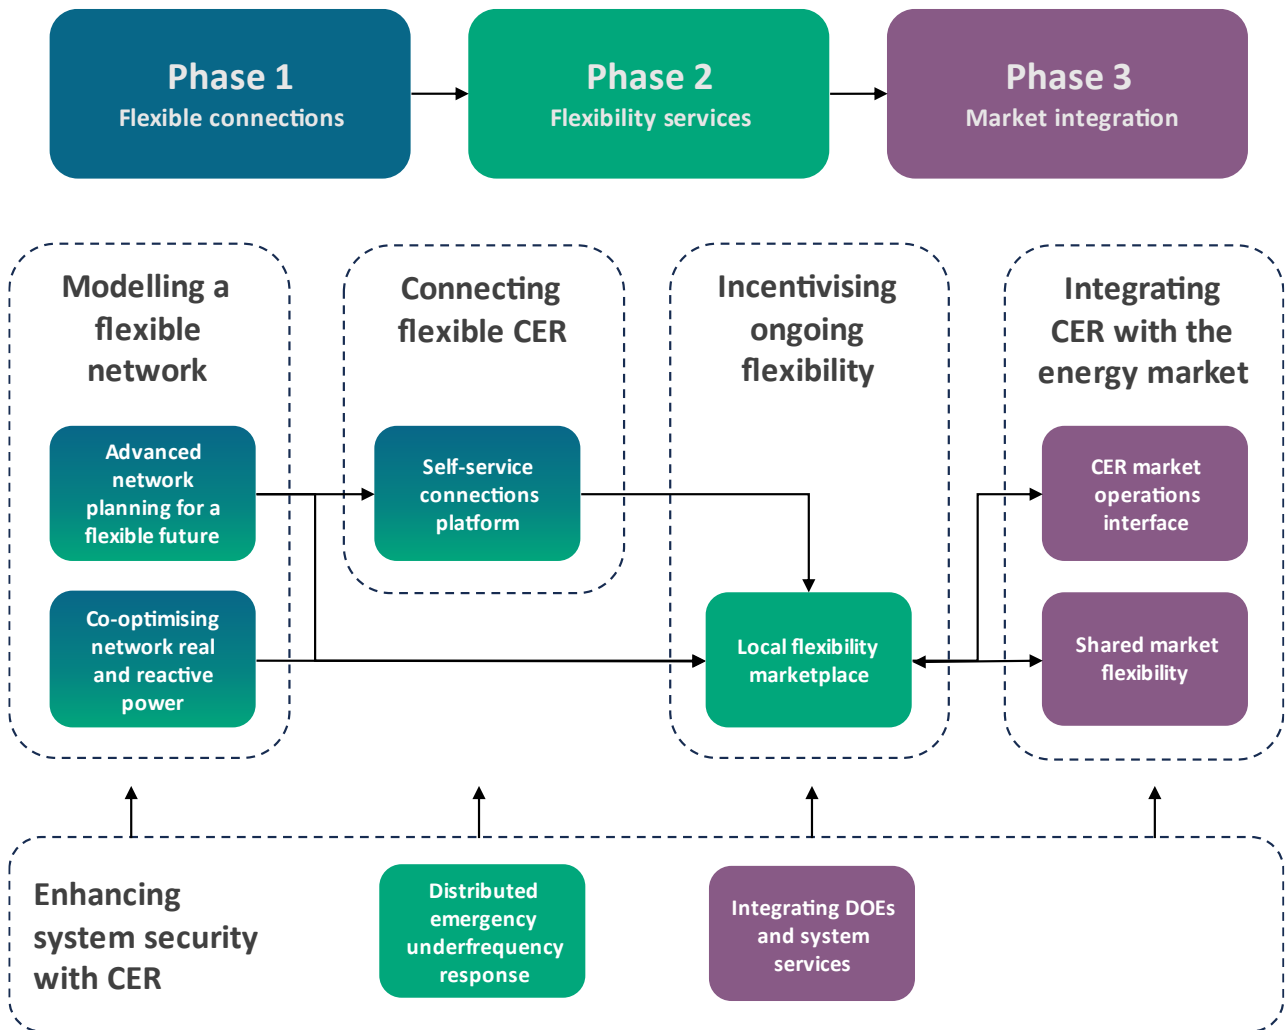 Phase 1
Flexible connections
Phase 2
Flexibility services
Phase 3
Market integration
Modelling a
flexible
network
Advanced
network
planning for a
flexible future
Co-optimising
network real
and reactive
power
Connecting
flexible CER
Self-service
connections
platform
Incentivising
ongoing
flexibility
Local flexibility
marketplace
Integrating
CER with the
energy market
CER market
operations
interface
Shared market
flexibility
Enhancing
system security
with CER
Distributed
emergency
underfrequency
response
Integrating DOEs
and system
services